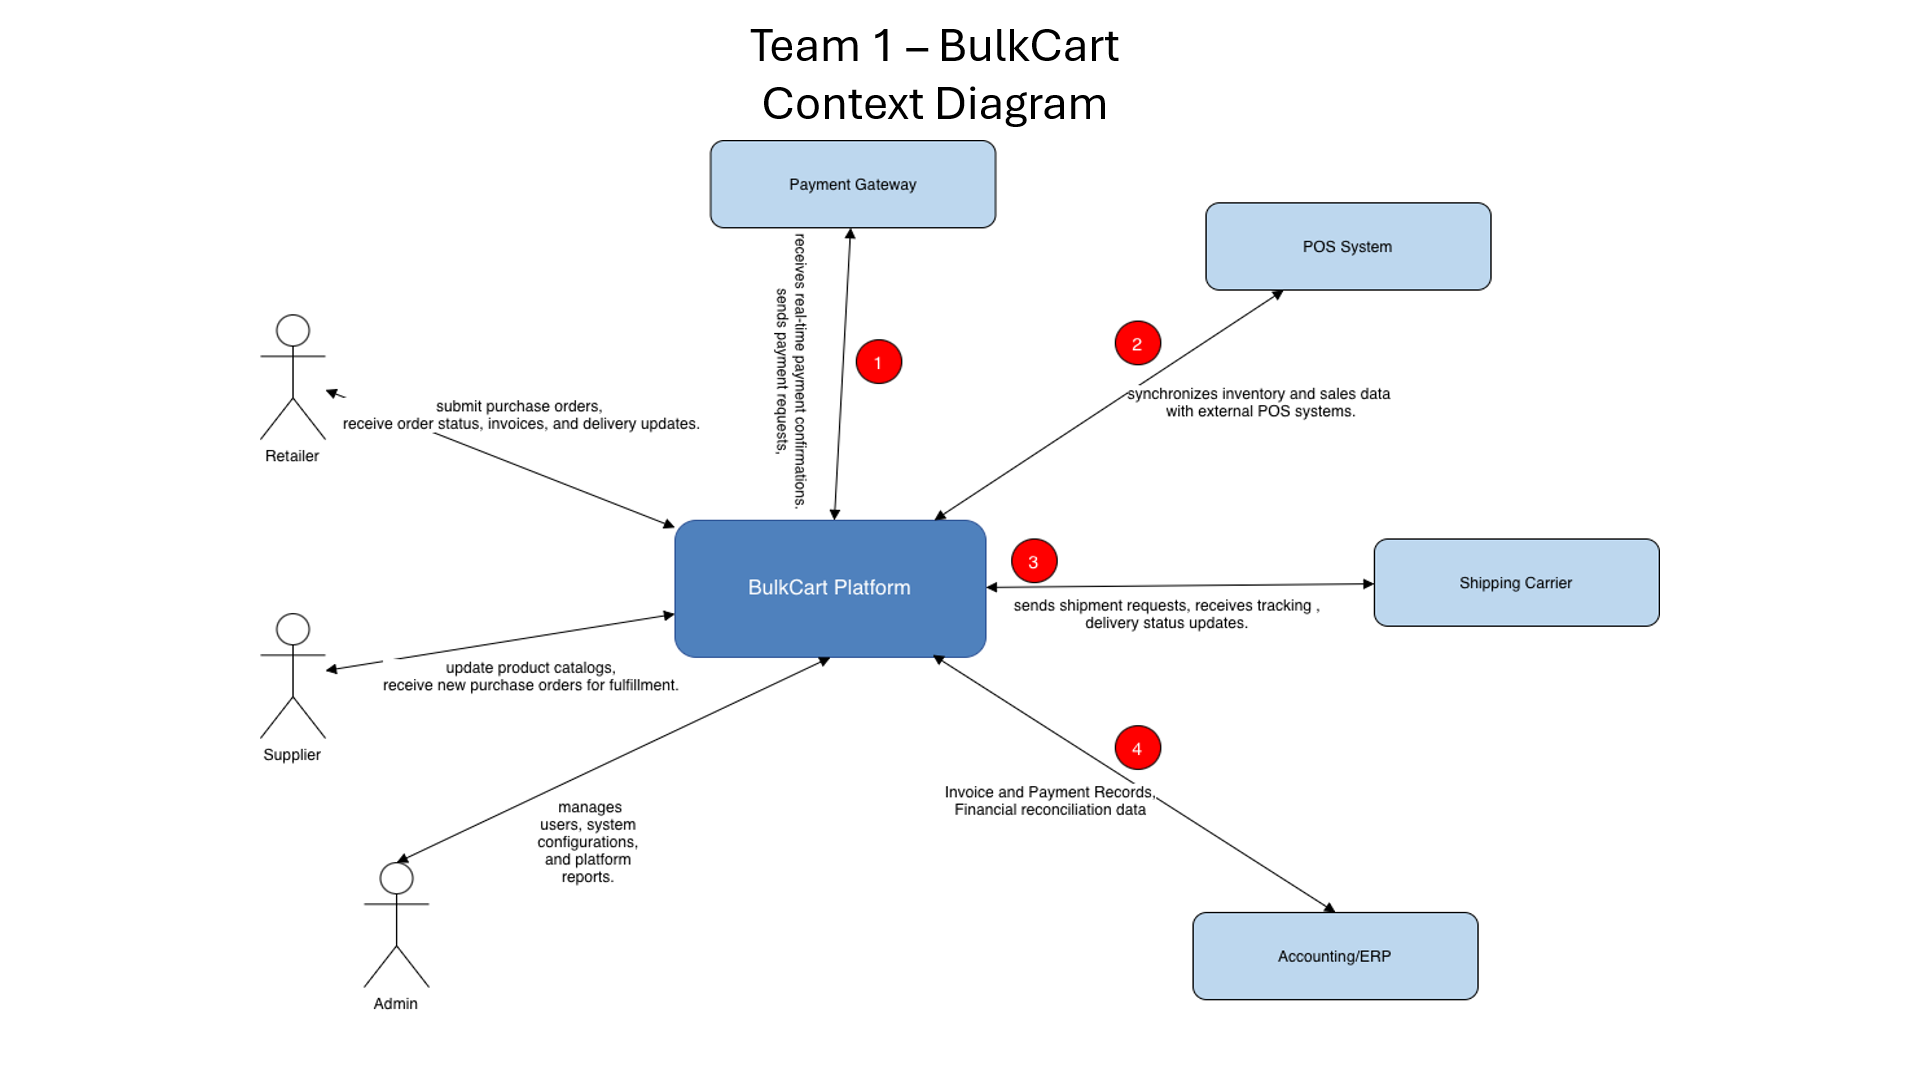 Team 1 – BulkCart
Context Diagram
Payment Gateway
POS System
receives real-time payment confirmations.
sends payment requests,
1
2
synchronizes inventory and sales data
with external POS systems.
submit purchase orders,
receive order status, invoices, and delivery updates.
Retailer
BulkCart Platform
3
Shipping Carrier
sends shipment requests, receives tracking ,
delivery status updates.
update product catalogs,
receive new purchase orders for fulfillment.
Supplier
4
Invoice and Payment Records,
Financial reconciliation data
manages
users, system
configurations,
and platform
reports.
Accounting/ERP
Admin